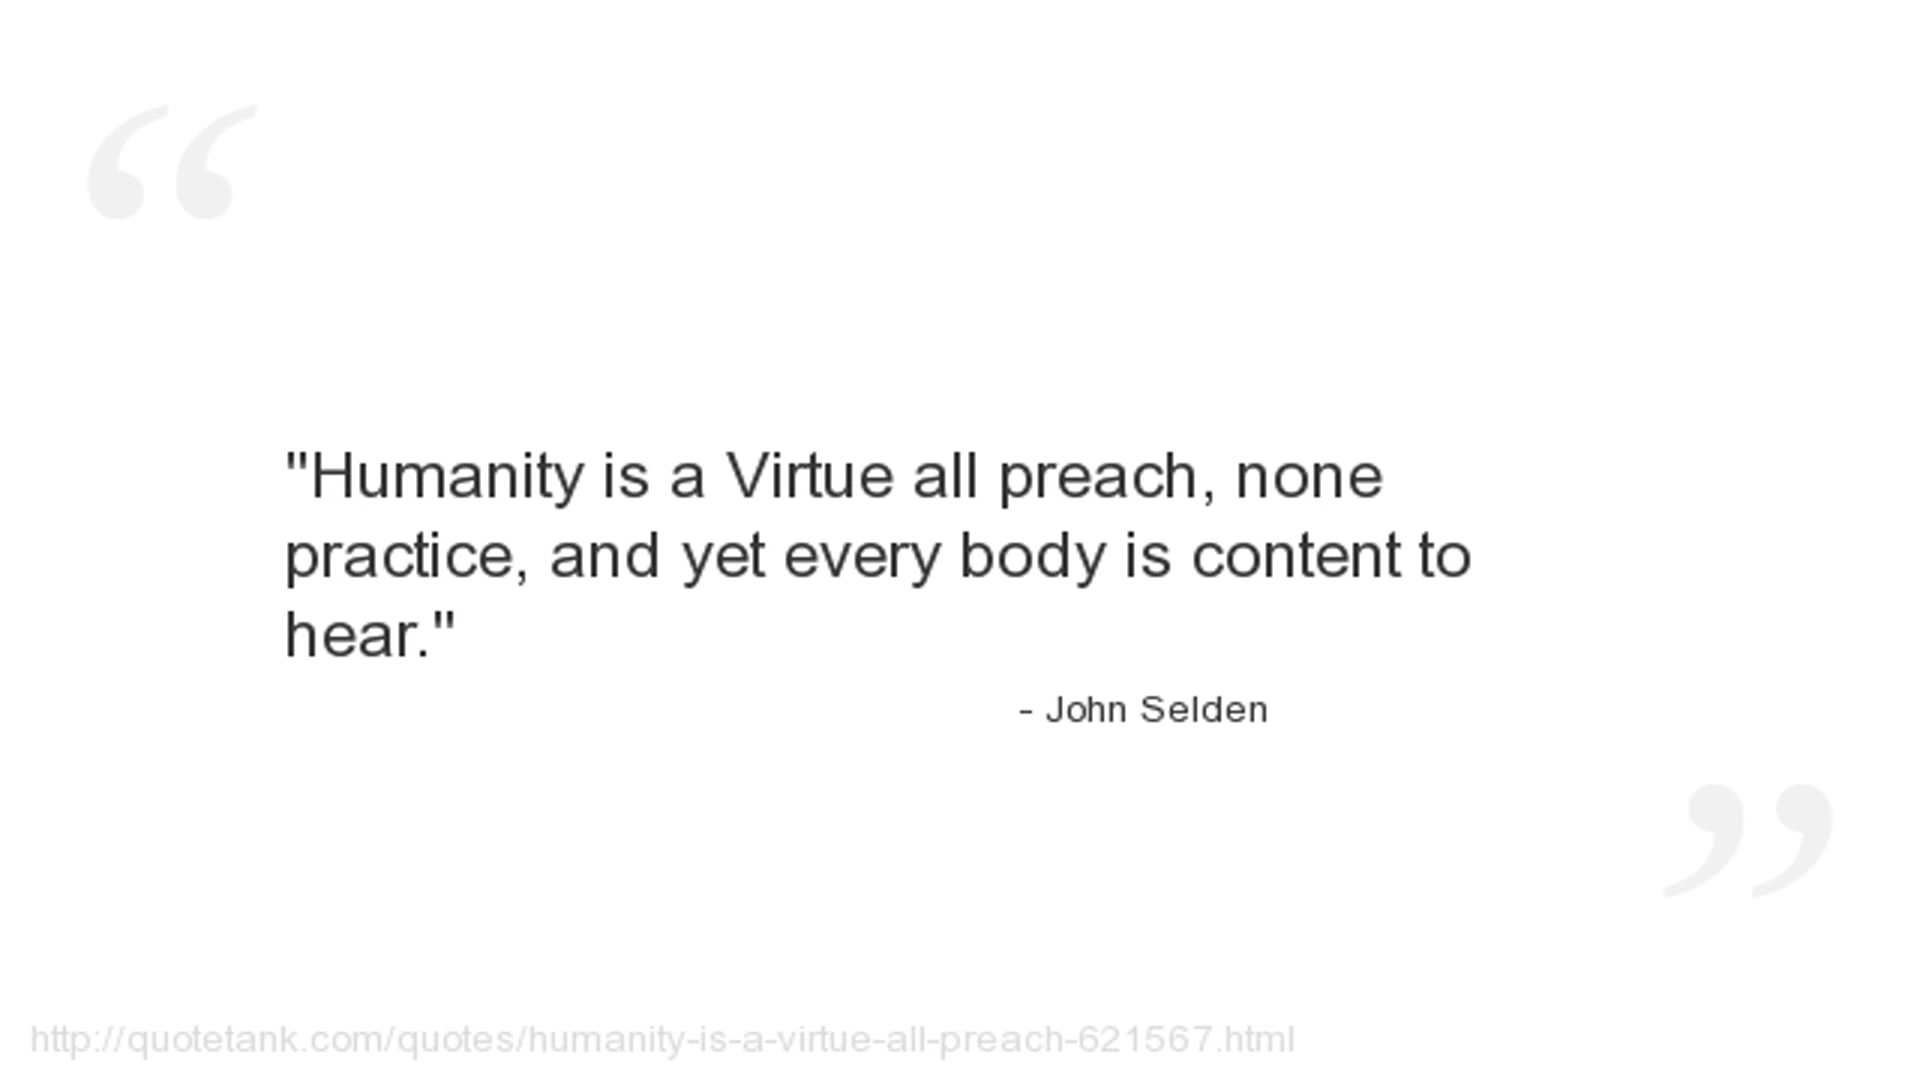 "Humanity is a Virtue all preach, none
practice, and yet every body is content to
hear."
- John Selden
http://quotetank.com/quotes/humanity-is-a-virtue-all-preach-621567.html